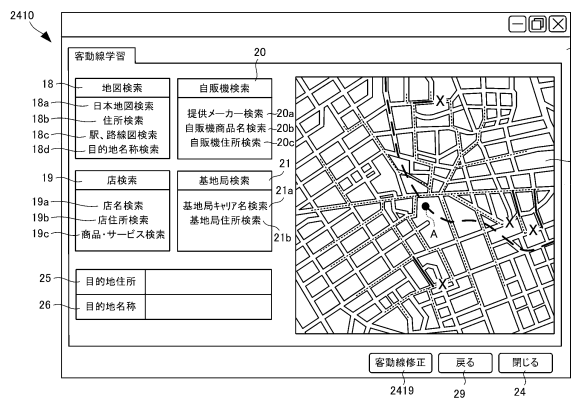 2410
客動線学習
20
18
地図検索
自販機検索
18a
日本地図検索
18b
住所検索
18c
駅、路線図検索
18d
目的地名称検索
提供メーカー検索
20a
自販機商品名検索
20b
自販機住所検索
20c
19
店検索
基地局検索
21
21a
19a
店名検索
19b
店住所検索
19c
商品・サービス検索
基地局キャリア名検索
基地局住所検索
21b
25
目的地住所
26
目的地名称
X
A
X
X
X
客動線修正
戻る
閉じる
2419
29
24